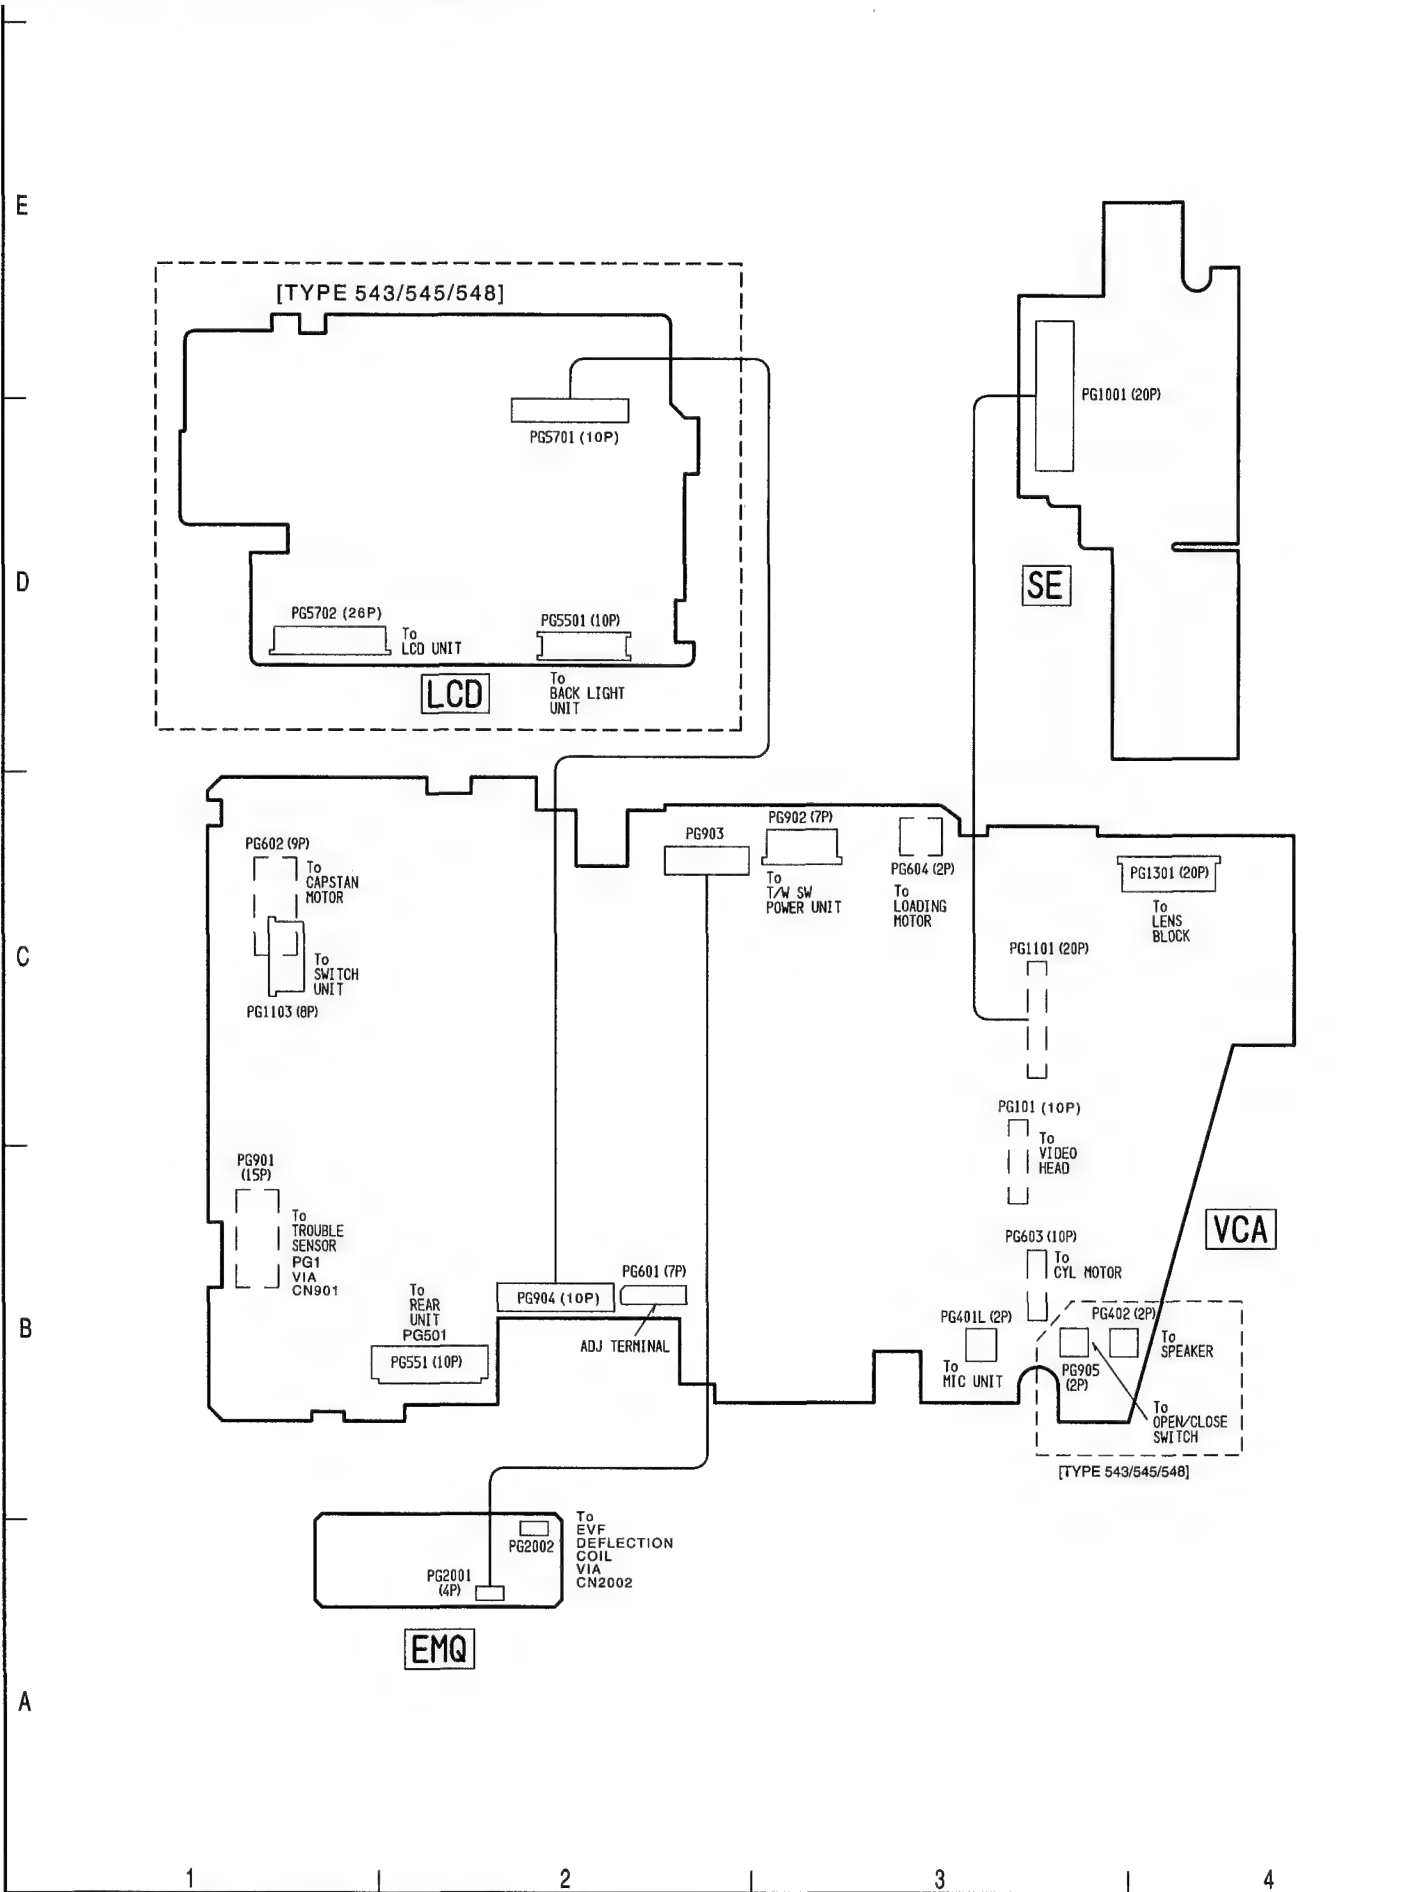 E
[TYPE 543/545/548]
PG1001 (20P)
PG5701 (10P)
D
SE
PG5702 (26P)
To
LCD UNIT
PG5501 (10P)
LCD
To
BACK LIGHT
UNIT
PG602 (9P)
To
CAPSTAN
MOTOR
PG903
PG902 (7P)
To
T/W SW
POWER UNIT
PG604 (2P)
To
LOADING
MOTOR
PG1301 (20P)
To
LENS
BLOCK
C
To
SWITCH
UNIT
PG1103 (8P)
PG1101 (20P)
PG101 (10P)
To
VIDEO
HEAD
PG901
(15P)
To
TROUBLE
SENSOR
PG1
VIA
CN901
VCA
PG603 (10P)
To
CYL MOTOR
B
To
REAR
UNIT
PG501
PG551 (10P)
PG904 (10P)
PG601 (7P)
ADJ TERMINAL
PG401L (2P)
To
MIC UNIT
PG402 (2P)
To
SPEAKER
PG905
(2P)
To
OPEN/CLOSE
SWITCH
[TYPE 543/545/548]
PG2002
To
EVF
DEFLECTION
COIL
VIA
CN2002
PG2001
(4P)
EMQ
A
1
2
3
4